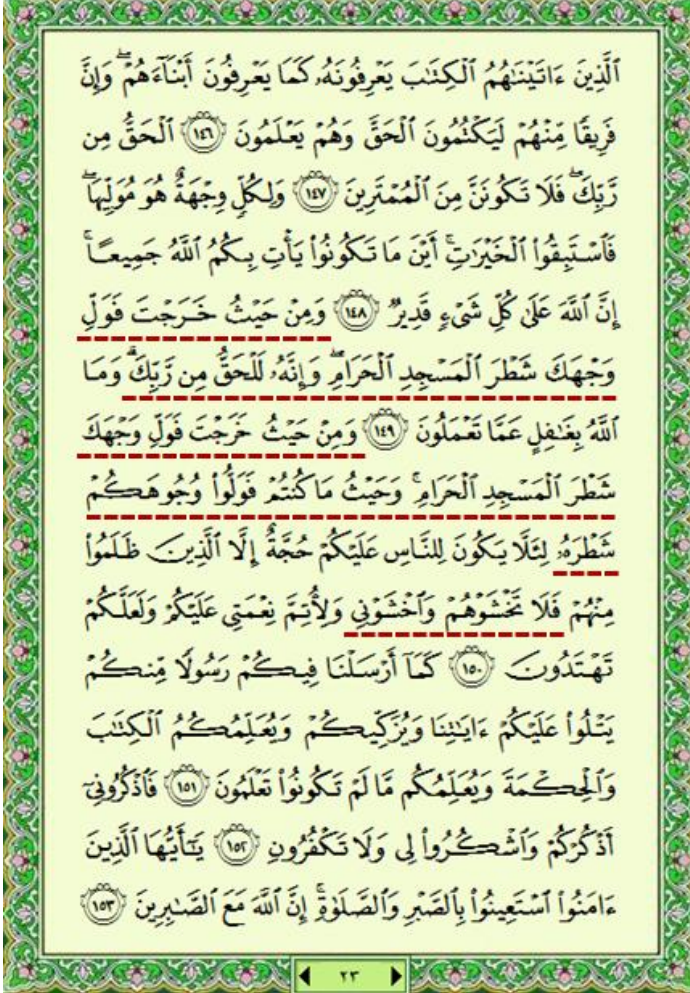 ٱلَّذِينَ ءَاتَيْنَٰهُمُ ٱلْكِتَٰبَ يَعْرِفُونَهُۥ كَمَا يَعْرِفُونَ أَبْنَآءَهُمْ ۖ وَإِنَّ
فَرِيقًا مِّنْهُمْ لَيَكْتُمُونَ ٱلْحَقَّ وَهُمْ يَعْلَمُونَ ١٤٦ ٱلْحَقُّ مِن
رَّبِّكَ ۖ فَلَا تَكُونَنَّ مِنَ ٱلْمُمْتَرِينَ ١٤٧ وَلِكُلٍّ وِجْهَةٌ هُوَ مُوَلِّيهَا ۖ
فَٱسْتَبِقُوا۟ ٱلْخَيْرَٰتِ ۚ أَيْنَ مَا تَكُونُوا۟ يَأْتِ بِكُمُ ٱللَّهُ جَمِيعًا ۚ
إِنَّ ٱللَّهَ عَلَىٰ كُلِّ شَىْءٍ قَدِيرٌ ١٤٨ وَمِنْ حَيْثُ خَرَجْتَ فَوَلِّ
وَجْهَكَ شَطْرَ ٱلْمَسْجِدِ ٱلْحَرَامِ ۖ وَإِنَّهُۥ لَلْحَقُّ مِن رَّبِّكَ ۗ وَمَا
ٱللَّهُ بِغَٰفِلٍ عَمَّا تَعْمَلُونَ ١٤٩ وَمِنْ حَيْثُ خَرَجْتَ فَوَلِّ وَجْهَكَ
شَطْرَ ٱلْمَسْجِدِ ٱلْحَرَامِ ۚ وَحَيْثُ مَا كُنتُمْ فَوَلُّوا۟ وُجُوهَكُمْ
شَطْرَهُۥ لِئَلَّا يَكُونَ لِلنَّاسِ عَلَيْكُمْ حُجَّةٌ إِلَّا ٱلَّذِينَ ظَلَمُوا۟
مِنْهُمْ فَلَا تَخْشَوْهُمْ وَٱخْشَوْنِى وَلِأُتِمَّ نِعْمَتِى عَلَيْكُمْ وَلَعَلَّكُمْ
تَهْتَدُونَ ١٥٠ كَمَآ أَرْسَلْنَا فِيكُمْ رَسُولًا مِّنكُمْ
يَتْلُوا۟ عَلَيْكُمْ ءَايَٰتِنَا وَيُزَكِّيكُمْ وَيُعَلِّمُكُمُ ٱلْكِتَٰبَ
وَٱلْحِكْمَةَ وَيُعَلِّمُكُم مَّا لَمْ تَكُونُوا۟ تَعْلَمُونَ ١٥١ فَٱذْكُرُونِىٓ
أَذْكُرْكُمْ وَٱشْكُرُوا۟ لِى وَلَا تَكْفُرُونِ ١٥٢ يَٰٓأَيُّهَا ٱلَّذِينَ
ءَامَنُوا۟ ٱسْتَعِينُوا۟ بِٱلصَّبْرِ وَٱلصَّلَوٰةِ ۚ إِنَّ ٱللَّهَ مَعَ ٱلصَّٰبِرِينَ ١٥٣
٢٣